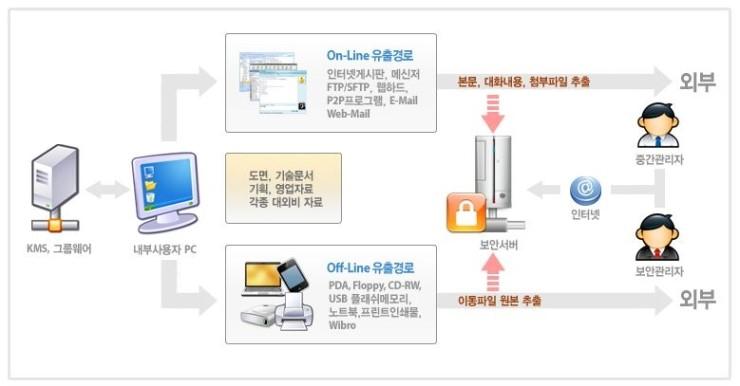 On-Line 유출경로
인터넷게시판, 메신저
FTP/SFTP, 웹하드,
P2P프로그램, E-Mail
Web-Mail
본문, 대화내용, 첨부파일 추출
외부
중간관리자
도면, 기술문서
기획, 영업자료
각종 대외비 자료
KMS, 그룹웨어
내부사용자 PC
보안서버
@
인터넷
보안관리자
Off-Line 유출경로
PDA, Floppy, CD-RW,
USB 플래쉬메모리,
노트북,프린트인쇄물,
Wibro
이동파일 원본 추출
외부